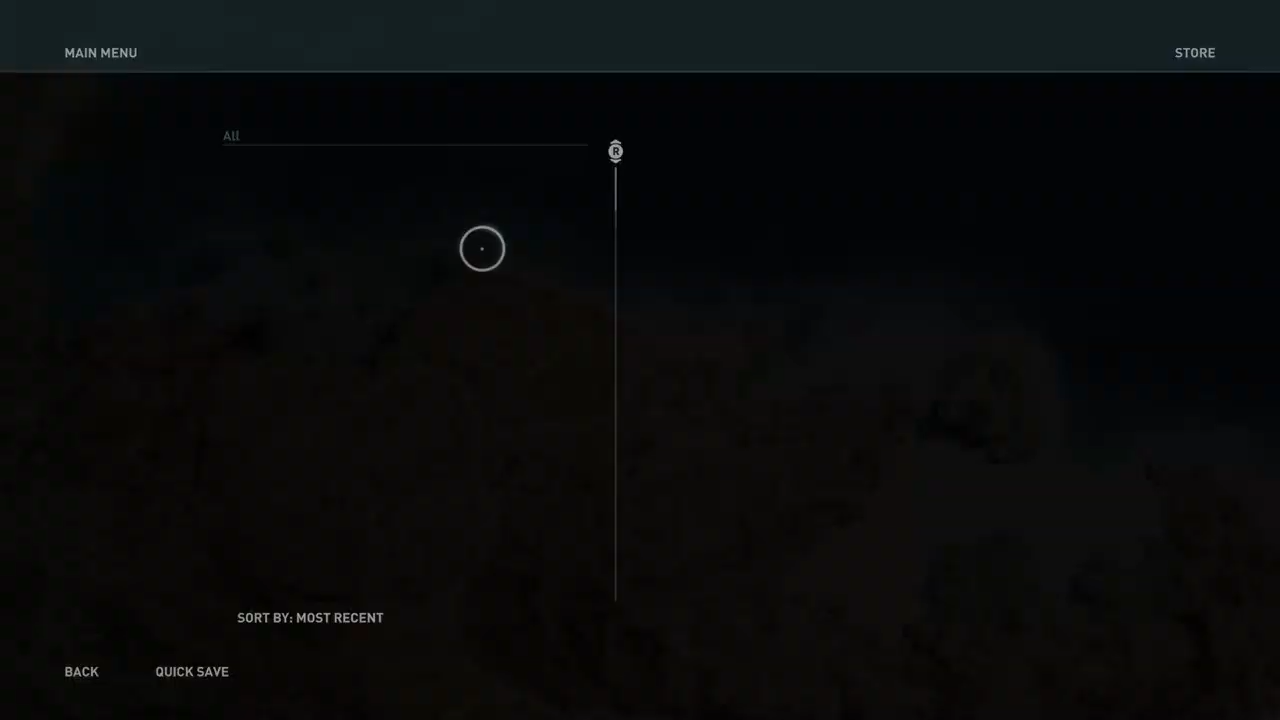 MAIN MENU
STORE
All
R
SORT BY: MOST RECENT
BACK
QUICK SAVE